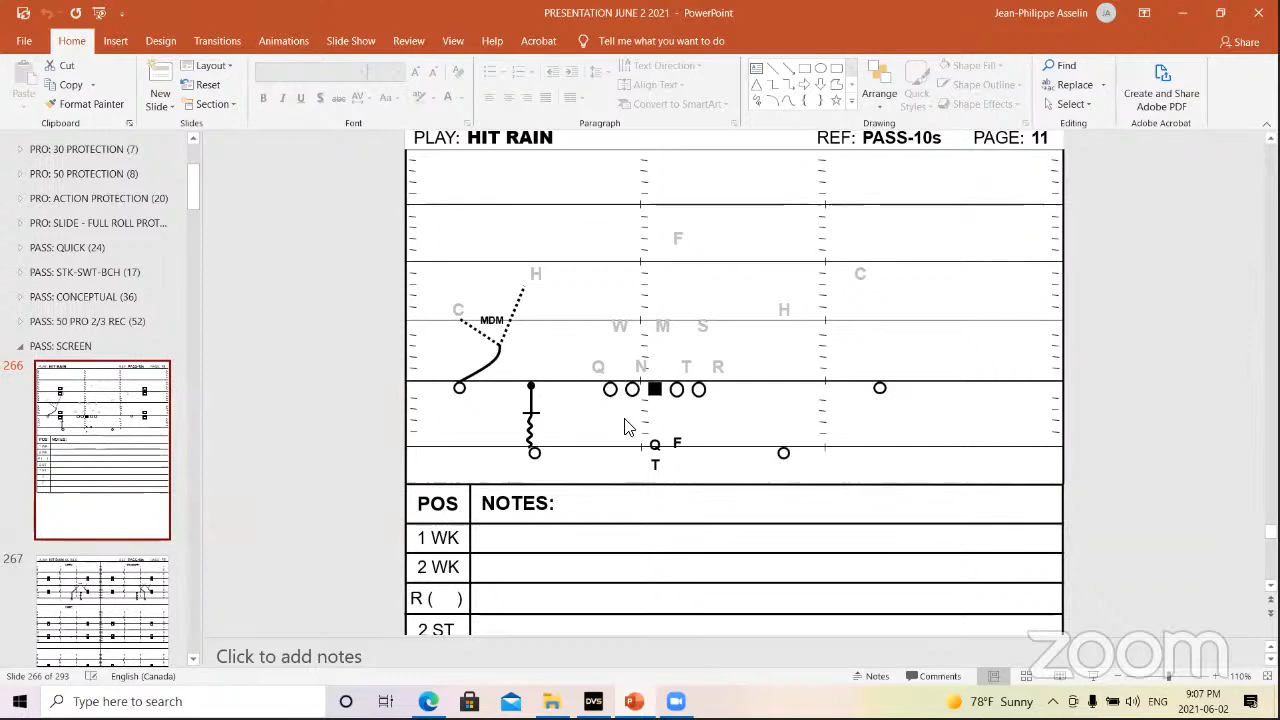 PRESENTATION JUNE 2 2021 - PowerPoint
Jean-Philippe Asselin
JA
File Home Insert Design Transitions Animations Slide Show Review View Help Acrobat Tell me what you want to do
Share
Paste
Cut
Copy
Format Painter
Clipboard
New Slide
Layout
Reset
Section
Slides
Font
Text Direction
Align Text
Convert to SmartArt
Paragraph
Arrange
Quick Styles
Shape Fill
Shape Outline
Shape Effects
Drawing
Find
Replace
Select
Editing
Create and Share Adobe PDF
Adobe Acrobat
PRO: 30 PROTECTION (7)
PRO: 50 PROTECTION (8)
PRO: ACTION PROTECTION (20)
PRO: SLIDE - FULL ROLL PROT...
PASS: QUICK (24)
PASS: STK-SWT-BCH (17)
PASS: CONCEPTUAL (36)
PASS: 50 PRO 2/3 REC (52)
PASS: SCREEN
266
267
PLAY: HIT RAIN REF: PASS-10s PAGE: 11
F
H C
C MDM H
W M S
Q N T R
Q F
T
POS NOTES:
1 WK
2 WK
R ( )
2 ST
Click to add notes
zoom
Slide 266 of 293 English (Canada) Notes Comments 110%
Type here to search
DVS
78°F Sunny
ENG
9:07 PM
2021-06-02